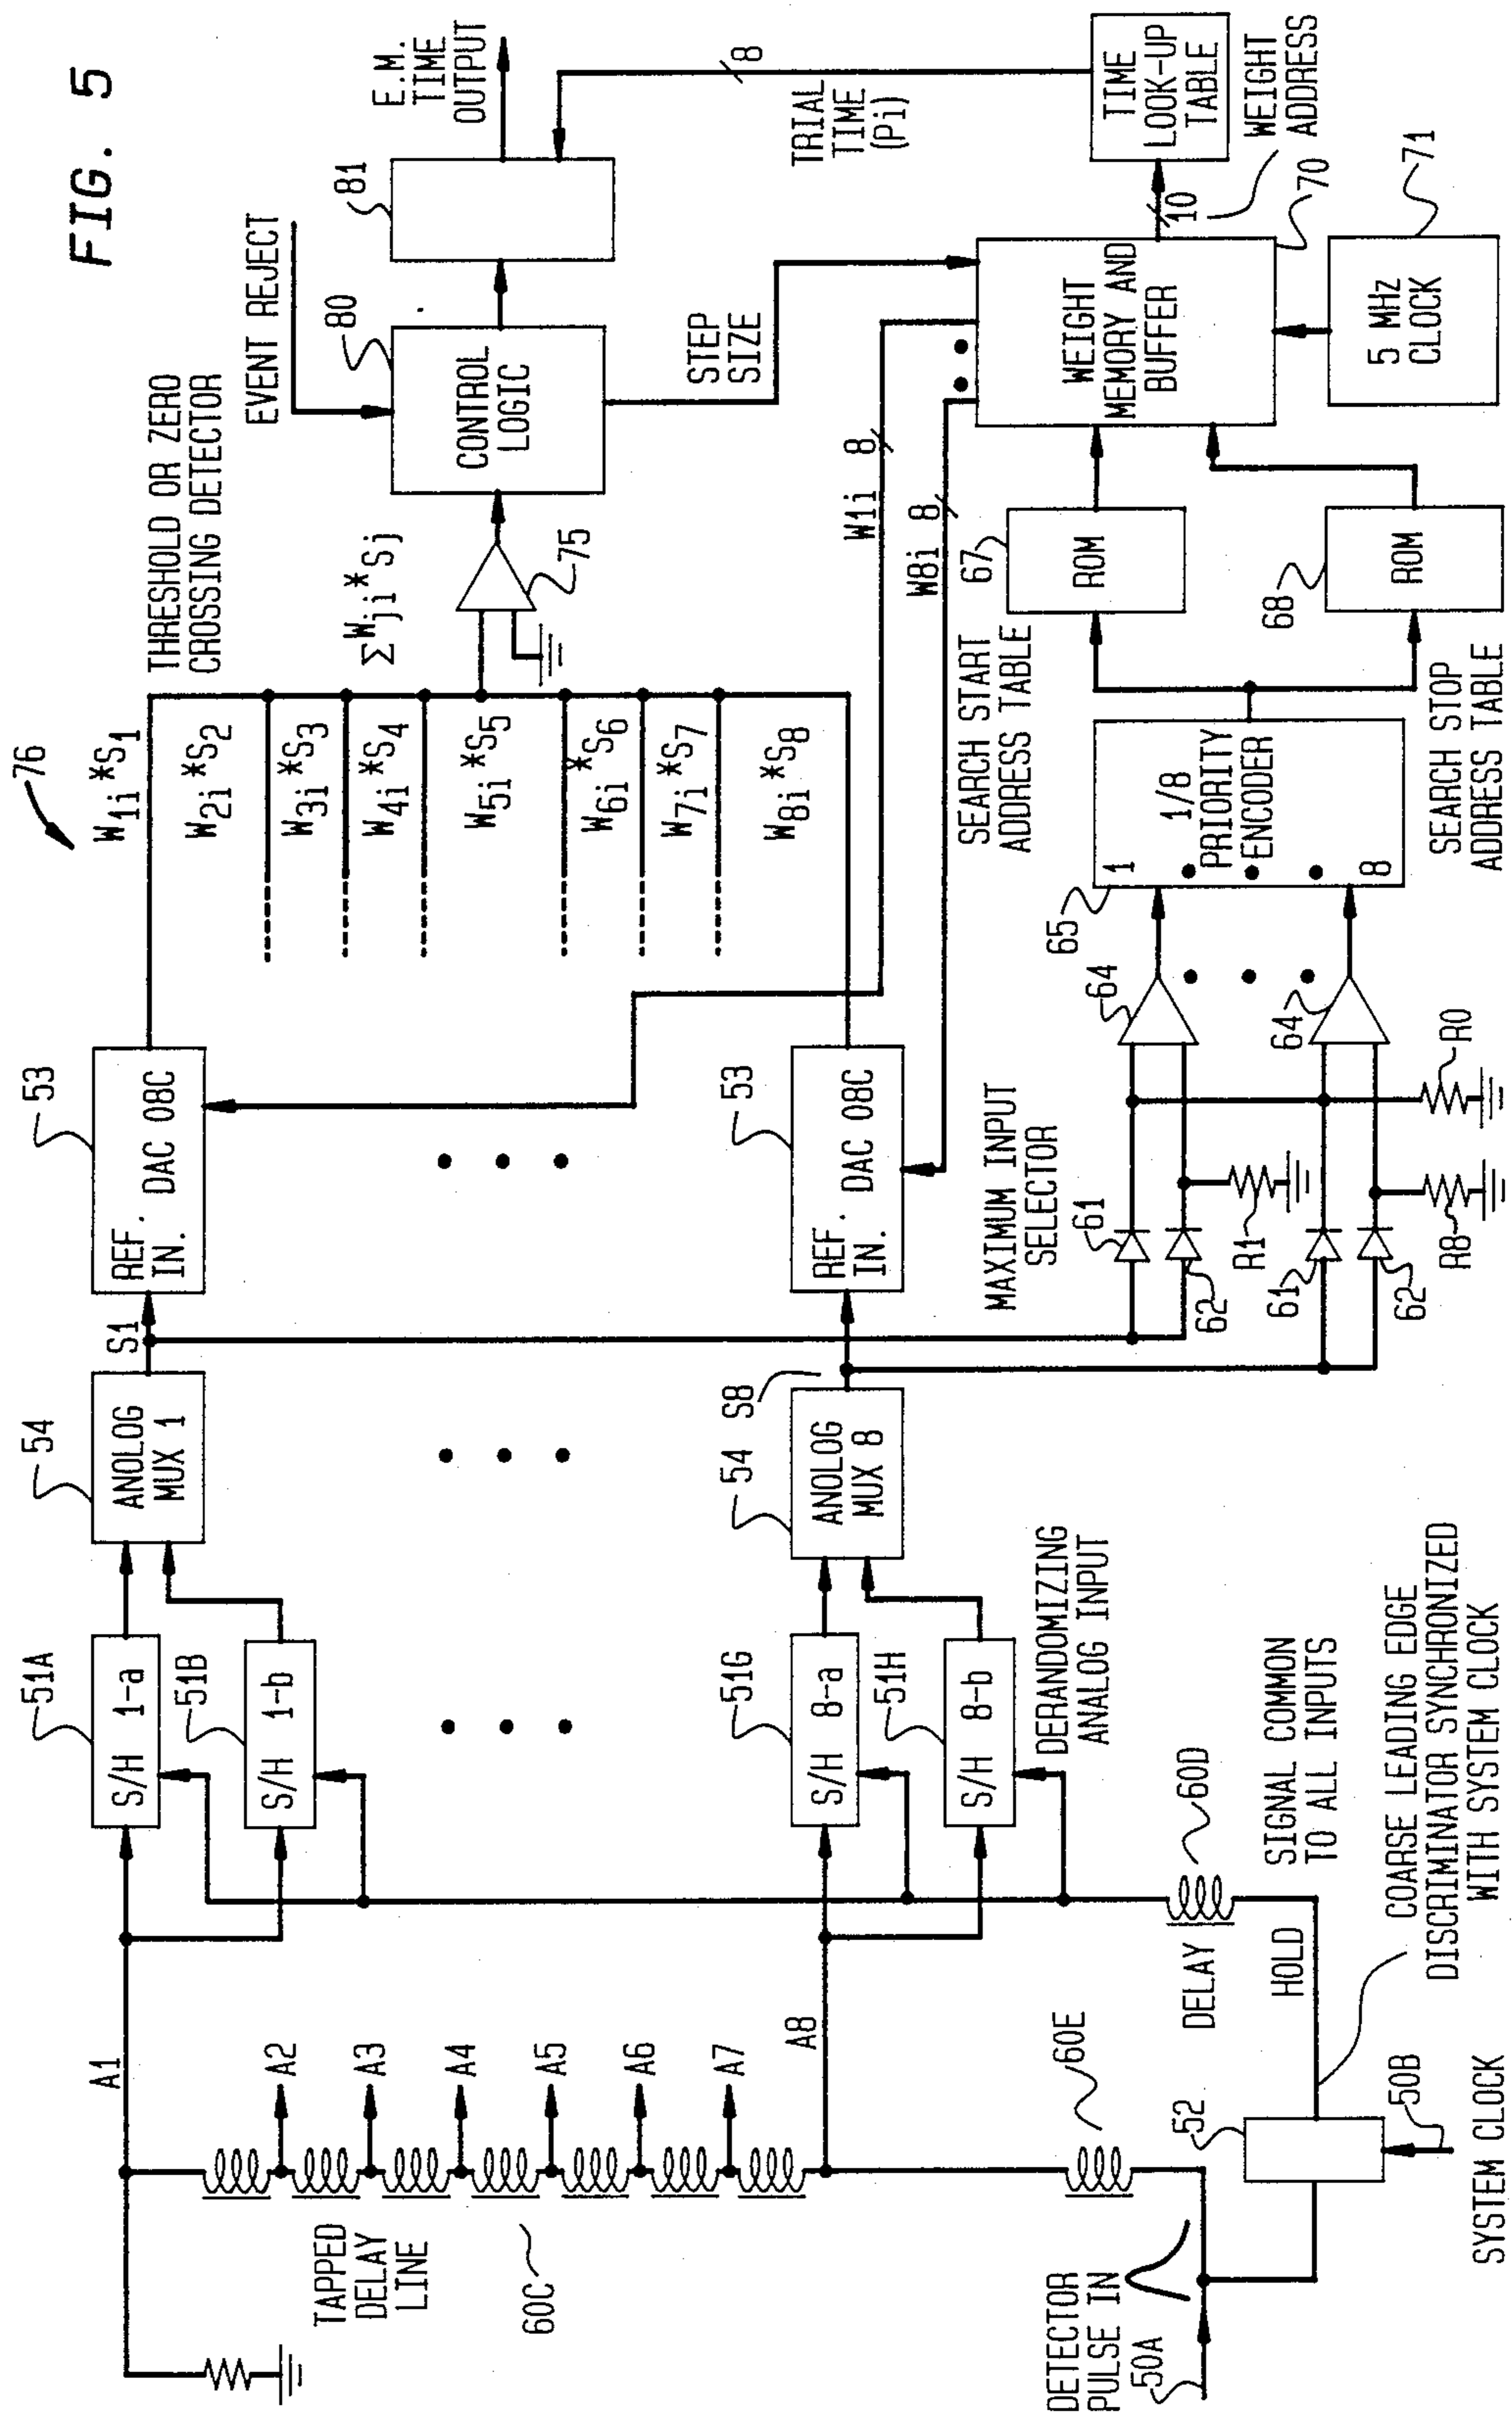 FIG. 5
76
W1i*S1
W2i*S2
W3i*S3
W4i*S4
W5i*S5
W6i*S6
W7i*S7
W8i*S8
THRESHOLD OR ZERO
CROSSING DETECTOR
ΣWji*Sj
75
EVENT REJECT
80
CONTROL
LOGIC
81
E.M.
TIME
OUTPUT
STEP
SIZE
TRIAL
TIME
(Pi)
8
TIME
LOOK-UP
TABLE
WEIGHT
ADDRESS
10
WEIGHT
MEMORY AND
BUFFER
70
5 MHz
CLOCK
71
W1i
8
W8i
8
53
REF.
IN.
DAC 08C
53
REF.
IN.
DAC 08C
S1
54
ANOLOG
MUX 1
S8
54
ANOLOG
MUX 8
51A
S/H 1-a
51B
S/H 1-b
51G
S/H 8-a
51H
S/H 8-b
DERANDOMIZING
ANALOG INPUT
A1
A2
A3
A4
A5
A6
A7
A8
TAPPED
DELAY
LINE
60C
60E
60D
DELAY
HOLD
SIGNAL COMMON
TO ALL INPUTS
COARSE LEADING EDGE
DISCRIMINATOR SYNCHRONIZED
WITH SYSTEM CLOCK
DETECTOR
PULSE IN
50A
52
50B
SYSTEM CLOCK
MAXIMUM INPUT
SELECTOR
61
62
R1
61
62
R8
R0
64
64
65
1
1/8
PRIORITY
ENCODER
8
SEARCH START
ADDRESS TABLE
67
ROM
68
ROM
SEARCH STOP
ADDRESS TABLE